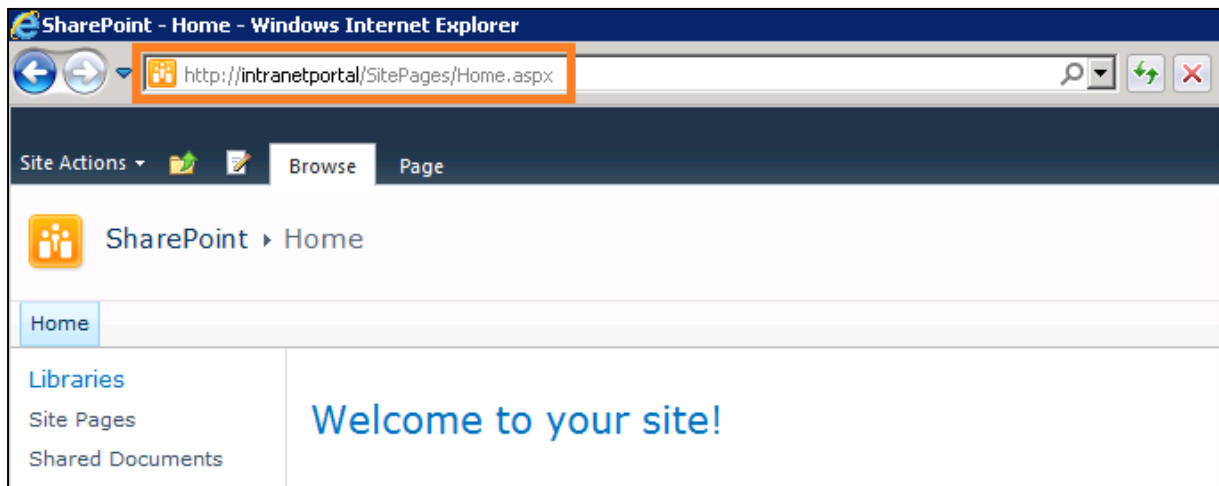 SharePoint - Home - Windows Internet Explorer
http://intranetportal/SitePages/Home.aspx
Site Actions Browse Page
SharePoint Home
Home
Libraries
Site Pages
Shared Documents
Welcome to your site!